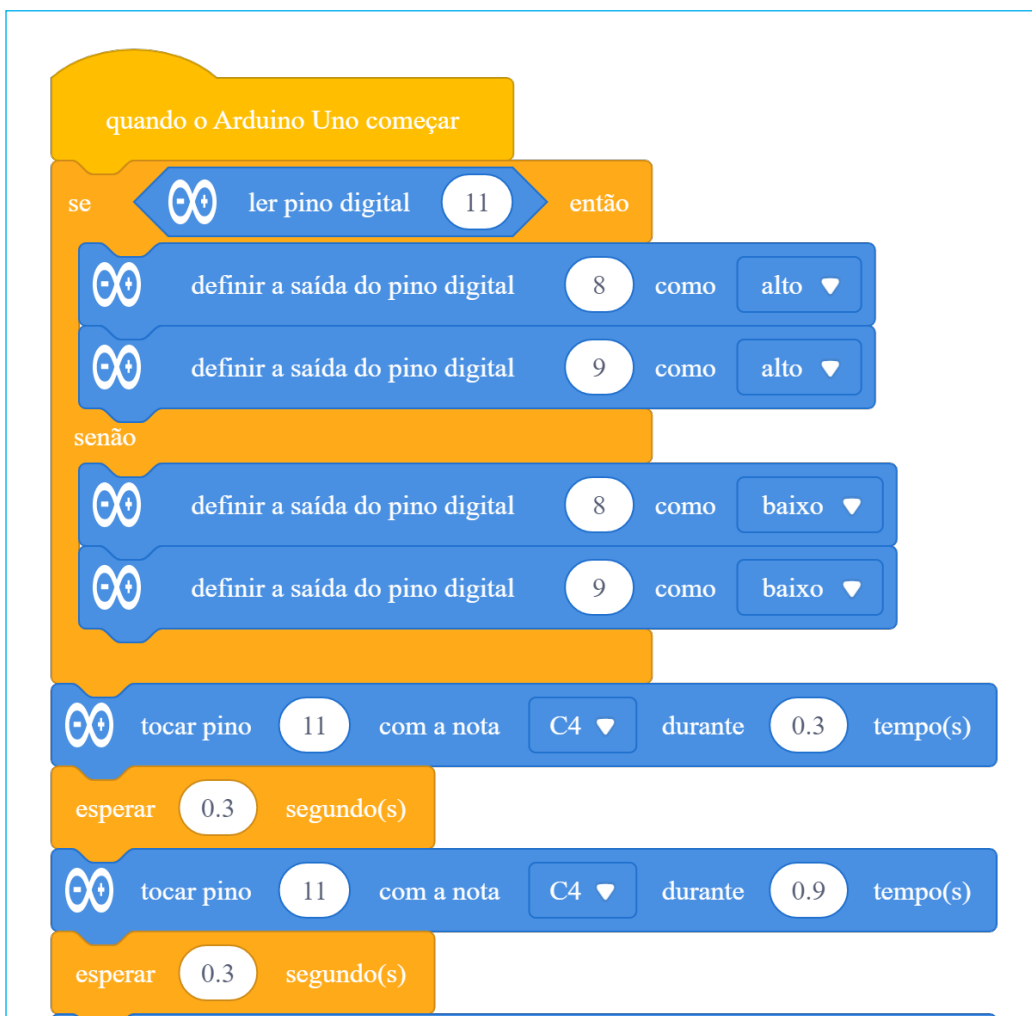 quando o Arduino Uno começar
se ler pino digital 11 então
definir a saída do pino digital 8 como alto
definir a saída do pino digital 9 como alto
senão
definir a saída do pino digital 8 como baixo
definir a saída do pino digital 9 como baixo
tocar pino 11 com a nota C4 durante 0.3 tempo(s)
esperar 0.3 segundo(s)
tocar pino 11 com a nota C4 durante 0.9 tempo(s)
esperar 0.3 segundo(s)